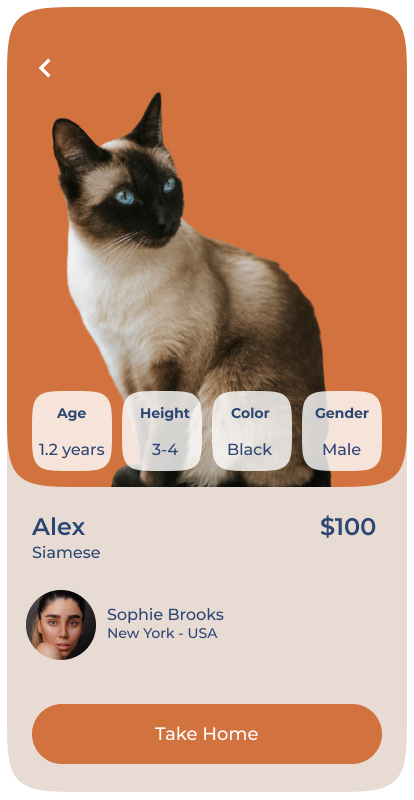 Age
Height
Color
Gender
1.2 years
3-4
Black
Male
Alex
$100
Siamese
Sophie Brooks
New York - USA
Take Home